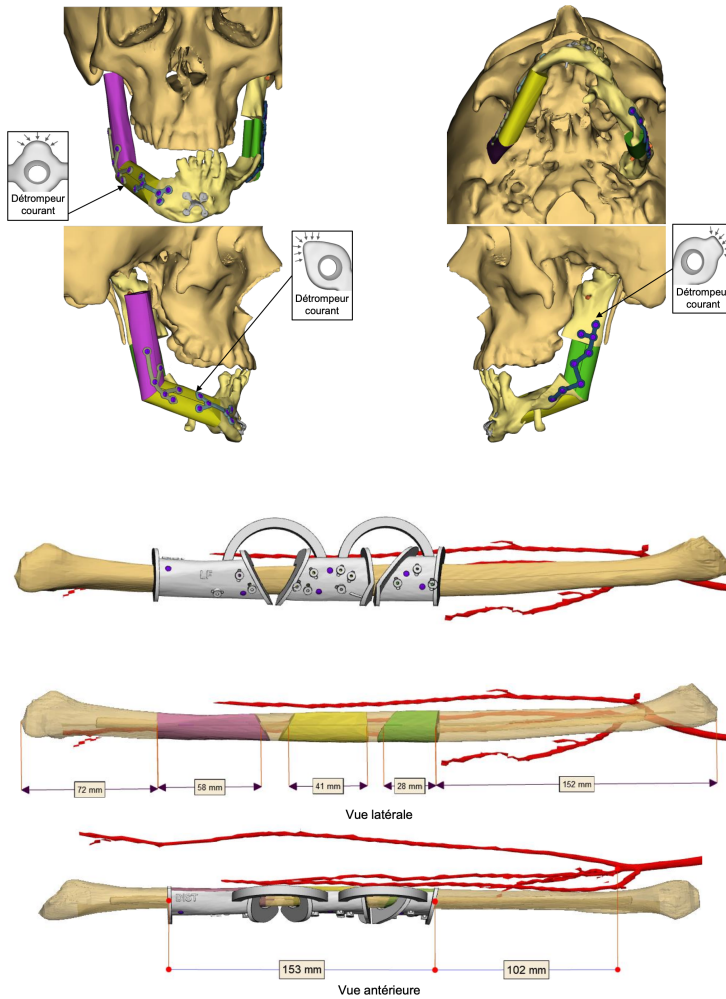 Détrompeur
courant
Détrompeur
courant
Détrompeur
courant
LF
72 mm
58 mm
41 mm
28 mm
152 mm
Vue latérale
DIST
153 mm
102 mm
Vue antérieure